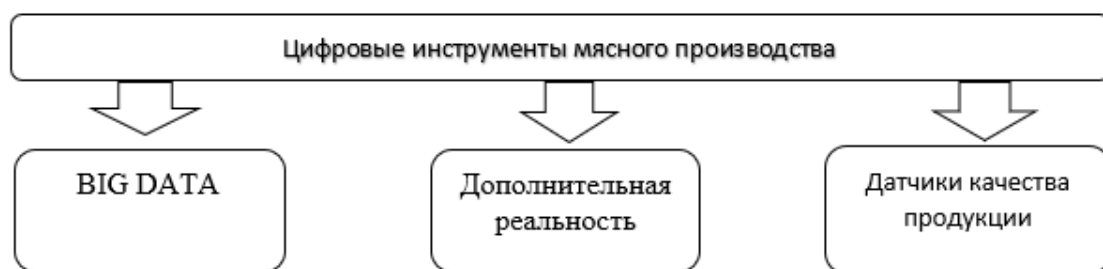 Цифровые инструменты мясного производства
BIG DATA
Дополнительная
реальность
Датчики качества
продукции